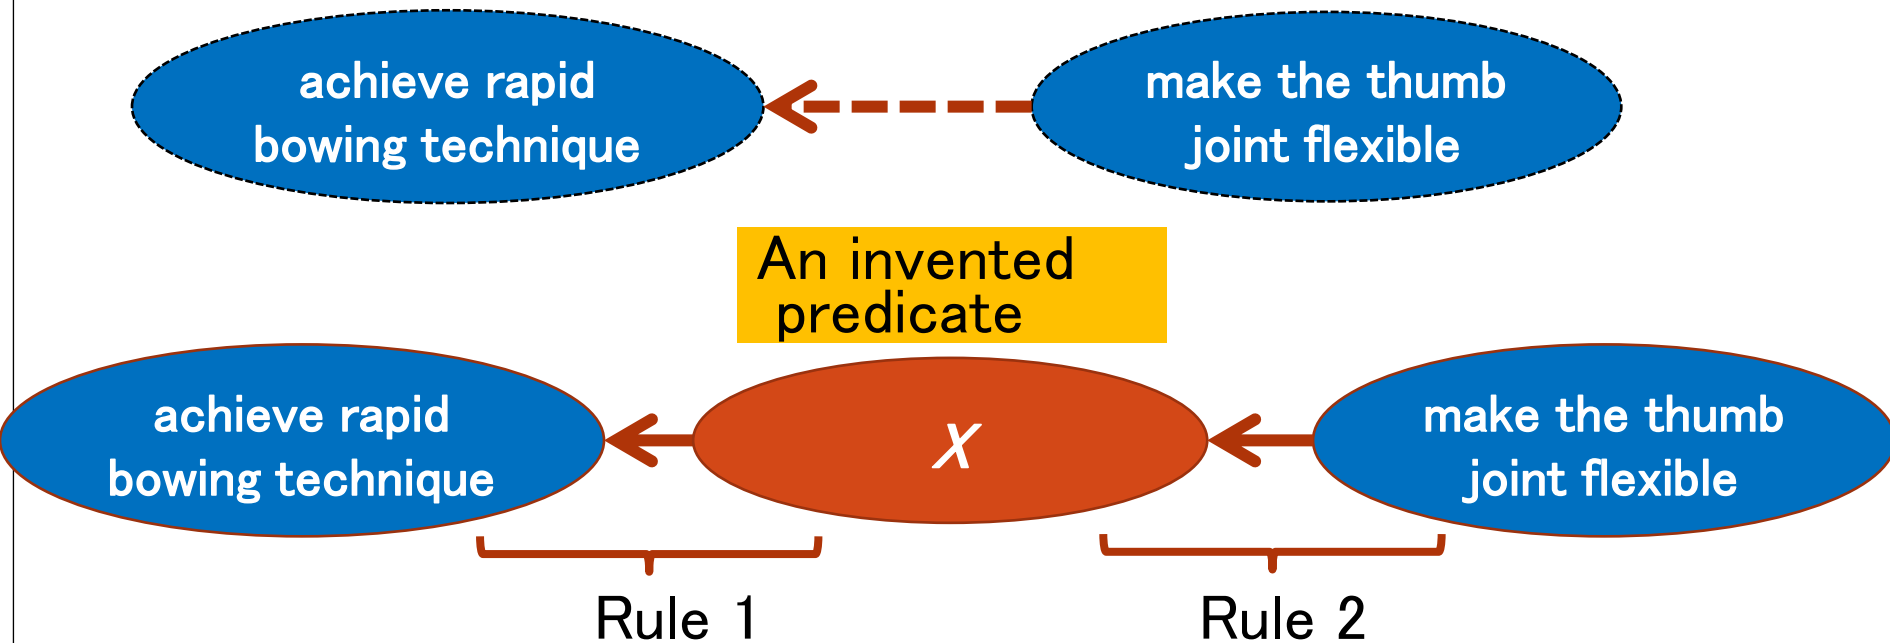 achieve rapid
bowing technique
make the thumb
joint flexible
An invented
predicate
achieve rapid
bowing technique
X
make the thumb
joint flexible
Rule 1
Rule 2